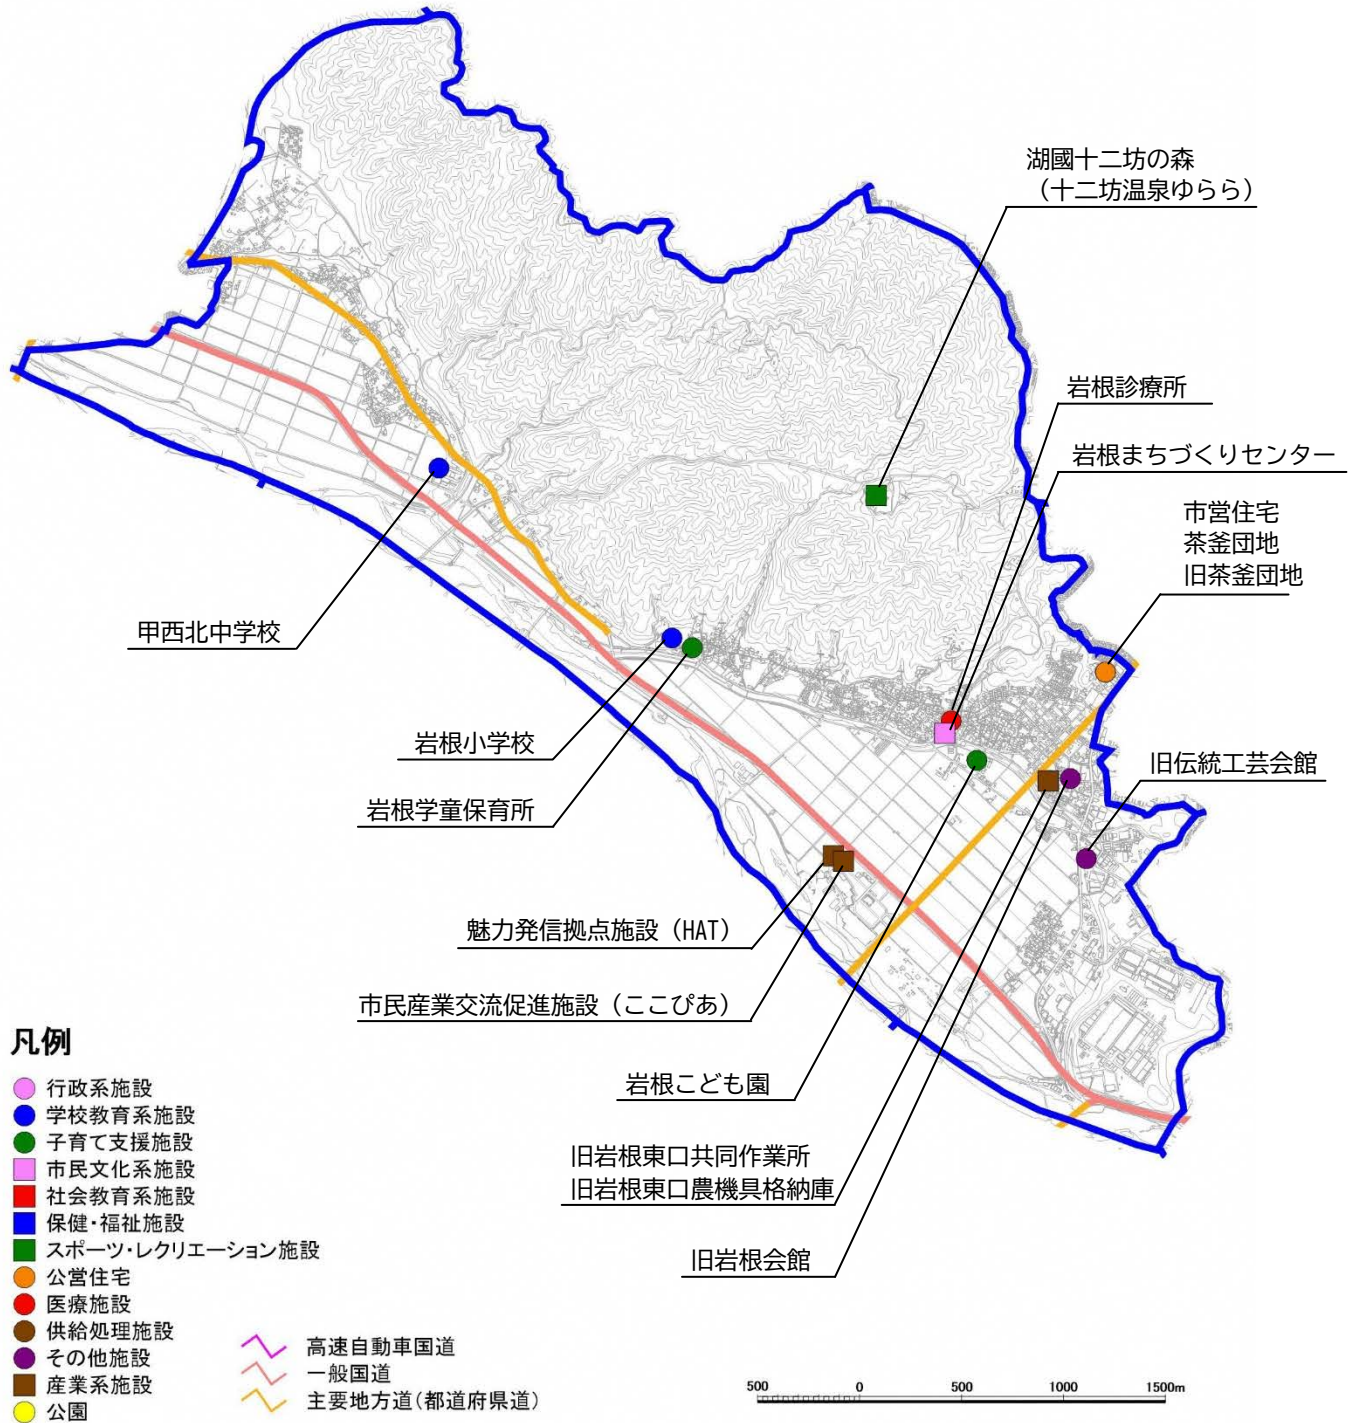 湖國十二坊の森
（十二坊温泉ゆらら）
岩根診療所
岩根まちづくりセンター
市営住宅
茶釜団地
旧茶釜団地
甲西北中学校
岩根小学校
旧伝統工芸会館
岩根学童保育所
魅力発信拠点施設（HAT）
市民産業交流促進施設（ここぴあ）
岩根こども園
旧岩根東口共同作業所
旧岩根東口農機具格納庫
旧岩根会館
凡例
行政系施設
学校教育系施設
子育て支援施設
市民文化系施設
社会教育系施設
保健・福祉施設
スポーツ・レクリエーション施設
公営住宅
医療施設
供給処理施設
その他施設
産業系施設
公園
高速自動車国道
一般国道
主要地方道（都道府県道）
500 0 500 1000 1500m